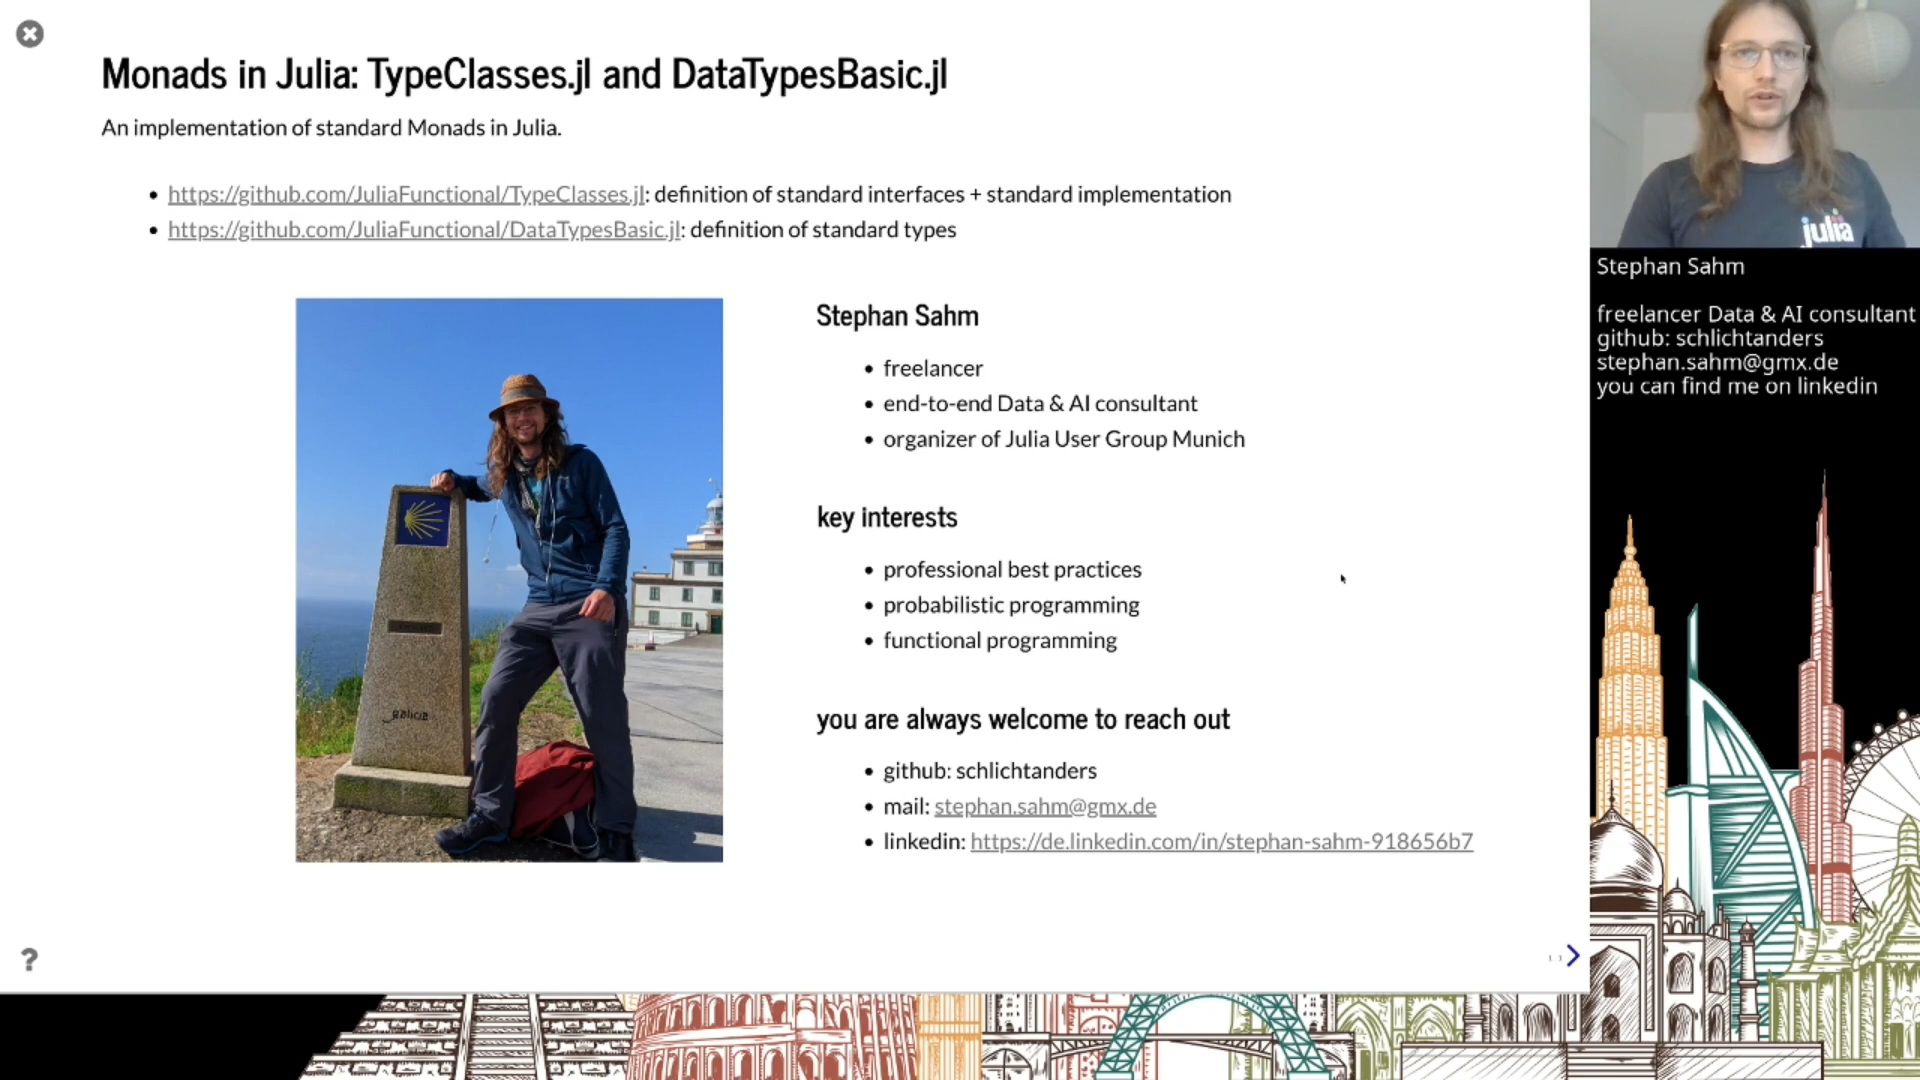 Monads in Julia: TypeClasses.jl and DataTypesBasic.jl
An implementation of standard Monads in Julia.
• https://github.com/JuliaFunctional/TypeClasses.jl: definition of standard interfaces + standard implementation
• https://github.com/JuliaFunctional/DataTypesBasic.jl: definition of standard types
galicia
Stephan Sahm
• freelancer
• end-to-end Data & AI consultant
• organizer of Julia User Group Munich
key interests
• professional best practices
• probabilistic programming
• functional programming
you are always welcome to reach out
• github: schlichtanders
• mail: stephan.sahm@gmx.de
• linkedin: https://de.linkedin.com/in/stephan-sahm-918656b7
?
julia
Stephan Sahm
freelancer Data & AI consultant
github: schlichtanders
stephan.sahm@gmx.de
you can find me on linkedin